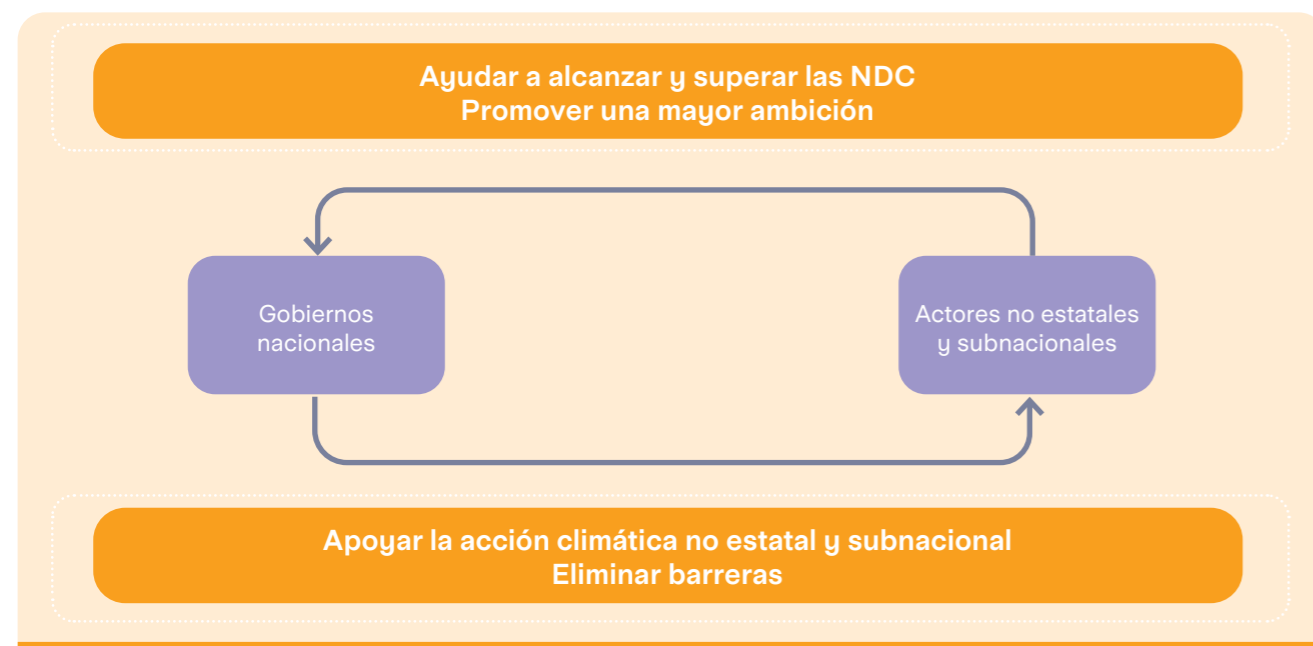 Ayudar a alcanzar y superar las NDC
Promover una mayor ambición
Gobiernos
nacionales
Actores no estatales
y subnacionales
Apoyar la acción climática no estatal y subnacional
Eliminar barreras